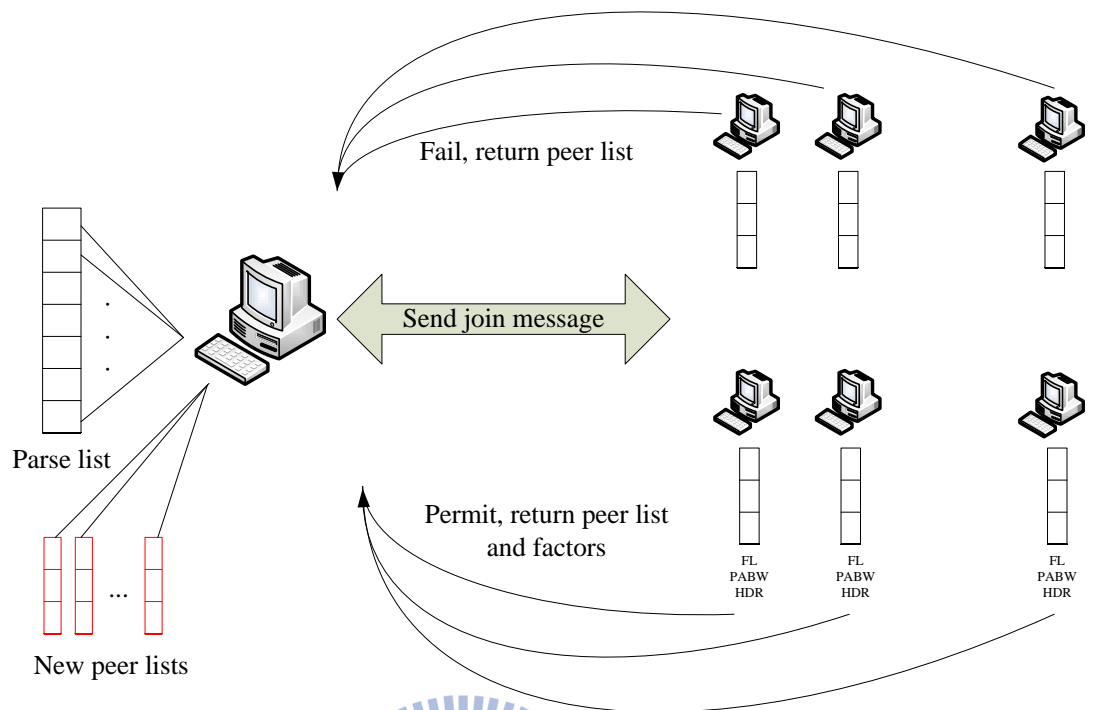 Fail, return peer list
.
.
.
Send join message
Parse list
Permit, return peer list
and factors
FL
PABW
HDR
FL
PABW
HDR
FL
PABW
HDR
...
New peer lists